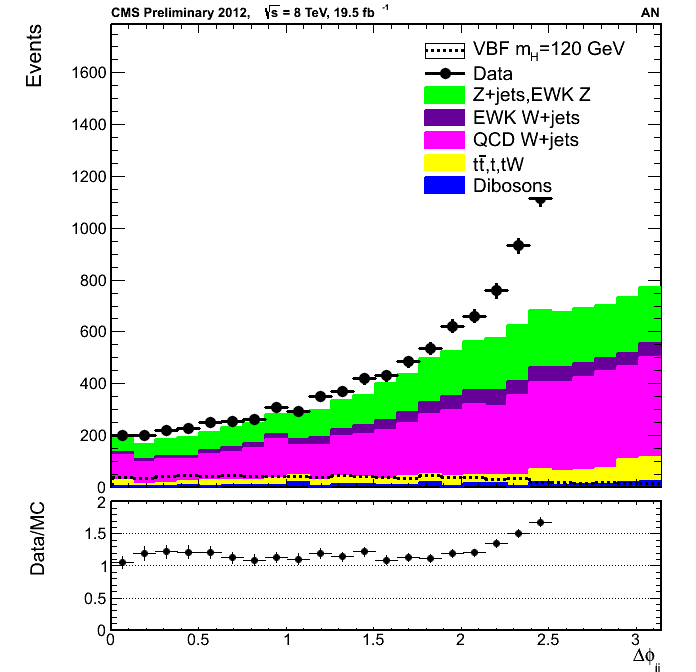 CMS Preliminary 2012, √s = 8 TeV, 19.5 fb⁻¹ AN
Events
VBF m_H=120 GeV
Data
Z+jets,EWK Z
EWK W+jets
QCD W+jets
tt̄,t,tW
Dibosons
1600
1400
1200
1000
800
600
400
200
0
Data/MC
2
1.5
1
0.5
0
0 0.5 1 1.5 2 2.5 3
Δϕ_jj